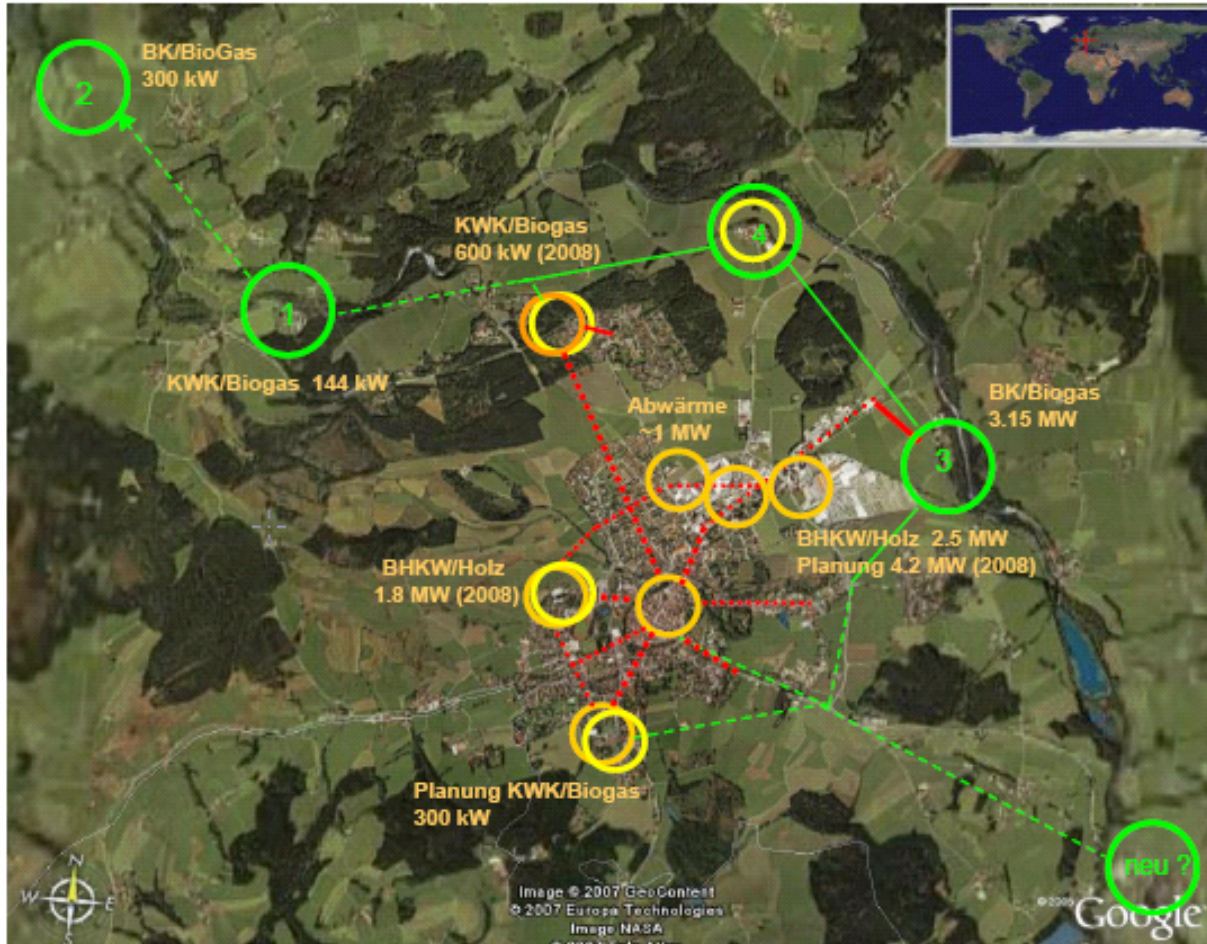 BK/BioGas
300 kW
2
KWK/Biogas
600 kW (2008)
4
1
KWK/Biogas 144 kW
BK/Biogas
3.15 MW
Abwärme
~1 MW
3
BHKW/Holz 2.5 MW
Planung 4.2 MW (2008)
BHKW/Holz
1.8 MW (2008)
Planung KWK/Biogas
300 kW
neu ?
N
W E
S
Image © 2007 GeoContent
© 2007 Europa Technologies
Image NASA
© 2005 Google